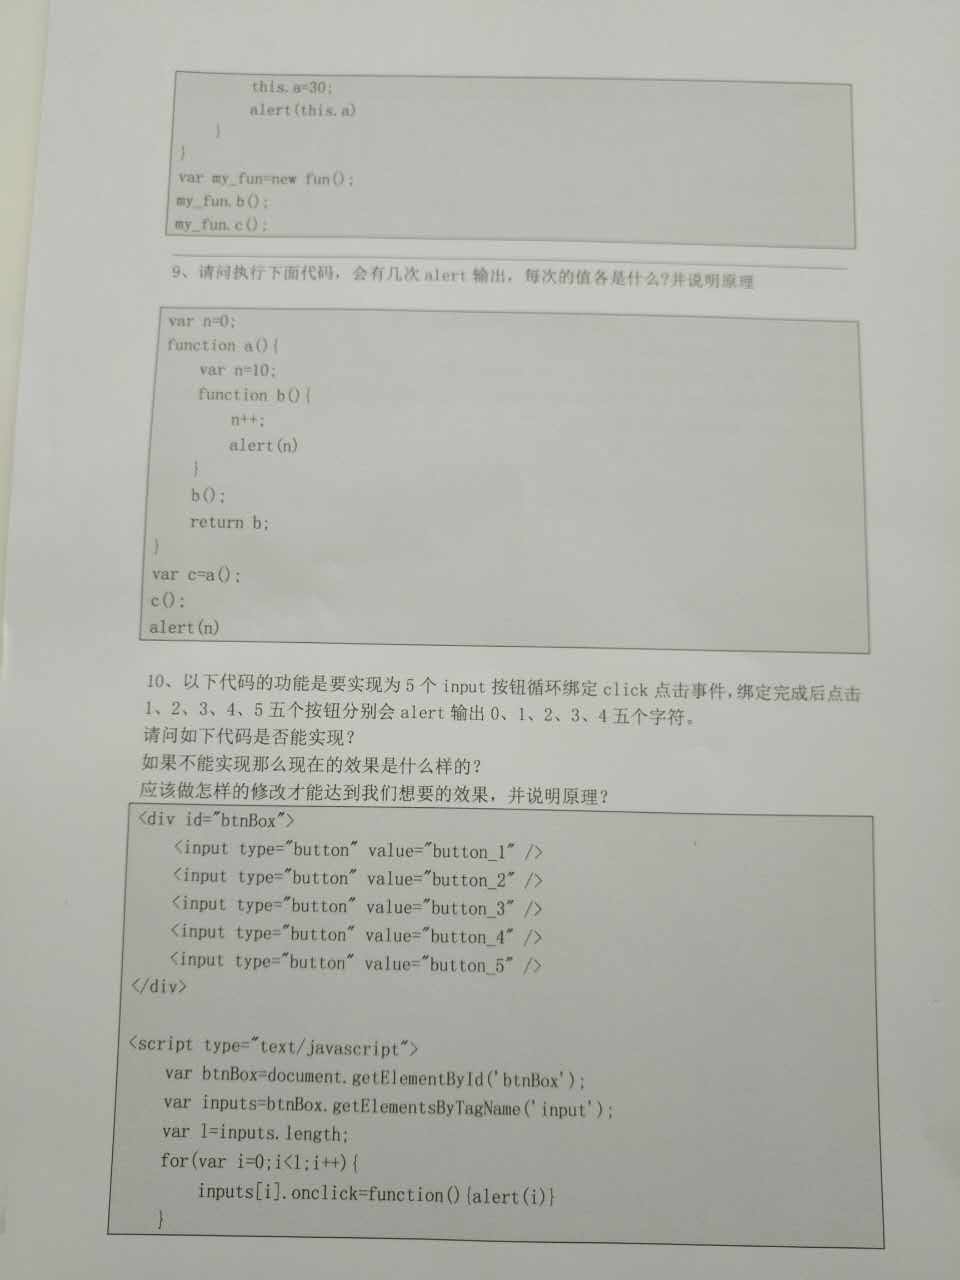 this.a=30;
alert(this.a)
}
}
var my_fun=new fun();
my_fun.b();
my_fun.c();
9、请问执行下面代码，会有几次 alert 输出，每次的值各是什么?并说明原理
var n=0;
function a(){
var n=10;
function b(){
n++;
alert(n)
}
b();
return b;
}
var c=a();
c();
alert(n)
10、以下代码的功能是要实现为 5 个 input 按钮循环绑定 click 点击事件,绑定完成后点击
1、2、3、4、5 五个按钮分别会 alert 输出 0、1、2、3、4 五个字符。
请问如下代码是否能实现？
如果不能实现那么现在的效果是什么样的？
应该做怎样的修改才能达到我们想要的效果，并说明原理？
<div id="btnBox">
<input type="button" value="button_1" />
<input type="button" value="button_2" />
<input type="button" value="button_3" />
<input type="button" value="button_4" />
<input type="button" value="button_5" />
</div>
<script type="text/javascript">
var btnBox=document.getElementById('btnBox');
var inputs=btnBox.getElementsByTagName('input');
var l=inputs.length;
for(var i=0;i<l;i++){
inputs[i].onclick=function(){alert(i)}
}